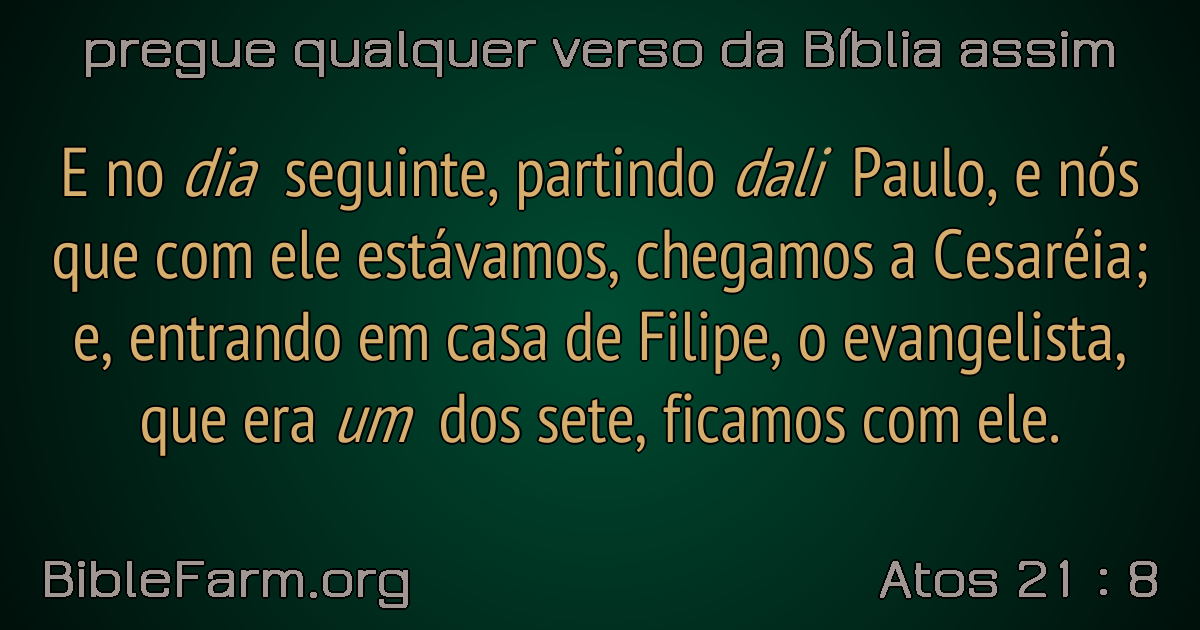 pregue qualquer verso da Bíblia assim
E no dia seguinte, partindo dali Paulo, e nós
que com ele estávamos, chegamos a Cesaréia;
e, entrando em casa de Filipe, o evangelista,
que era um dos sete, ficamos com ele.
BibleFarm.org
Atos 21 : 8